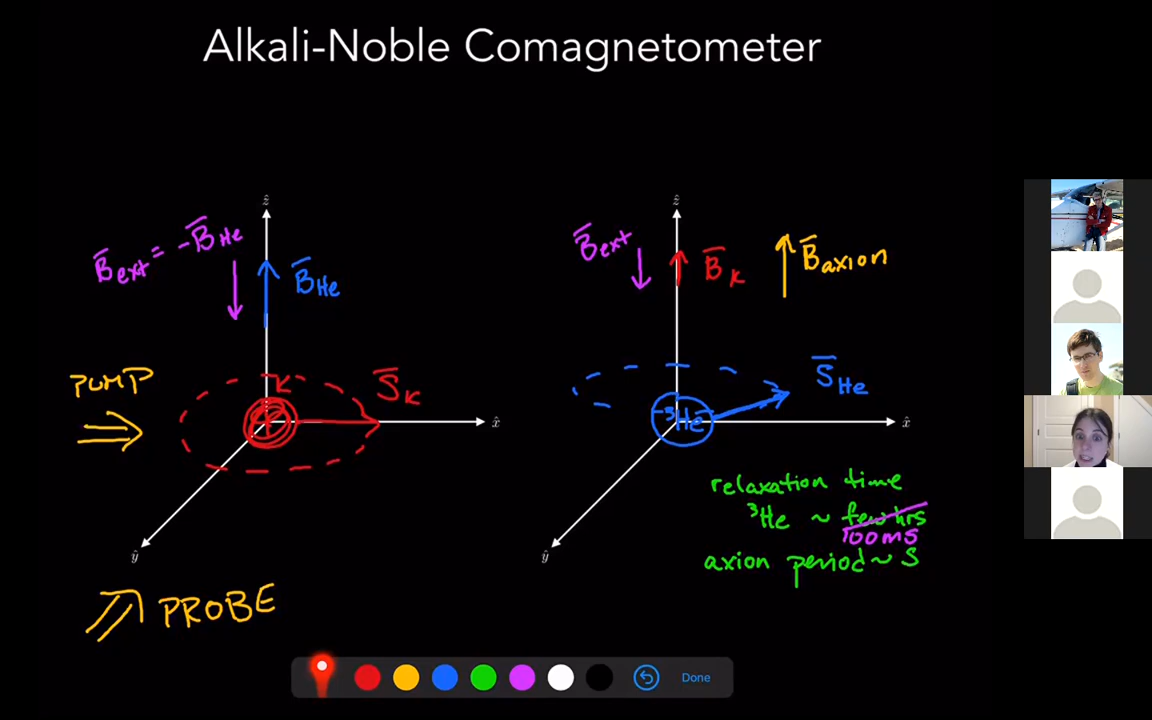 Alkali-Noble Comagnetometer
ẑ
B̄ext = -B̄He
B̄He
PUMP
K
S̄K
x̂
ŷ
PROBE
ẑ
B̄ext
B̄K
B̄axion
S̄He
³He
x̂
ŷ
relaxation time
³He ~ few hrs
100ms
axion period ~ S
Done